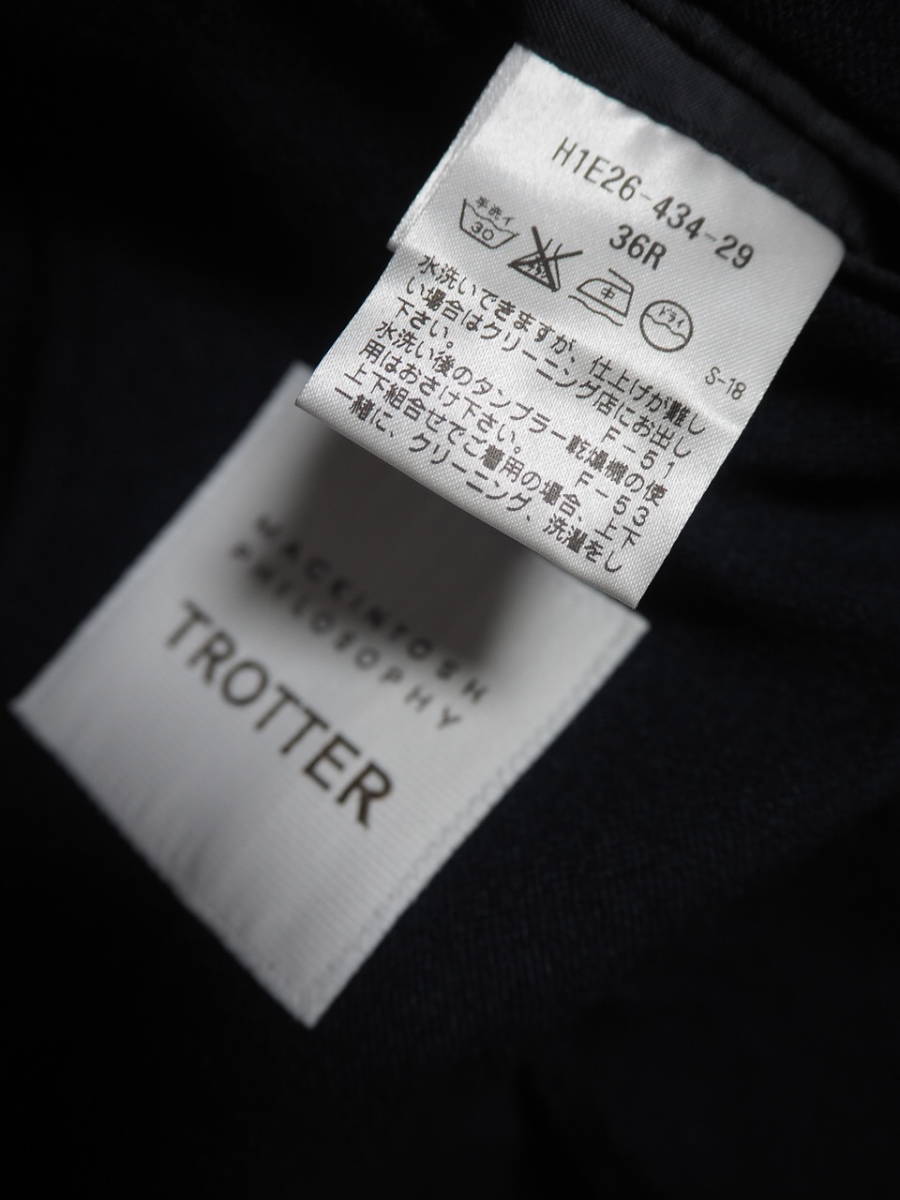 H1E26-434-29
36R
手洗イ
30
中
ドライ
S-18
水洗いできますが、仕上げが難し
い場合はクリーニング店にお出し
下さい。 F-51
水洗い後のタンブラー乾燥機の使
用はおさけ下さい。 F-53
上下組合せでご着用の場合、上下
一緒に、クリーニング、洗濯をし
MACKINTOSH
PHILOSOPHY
TROTTER